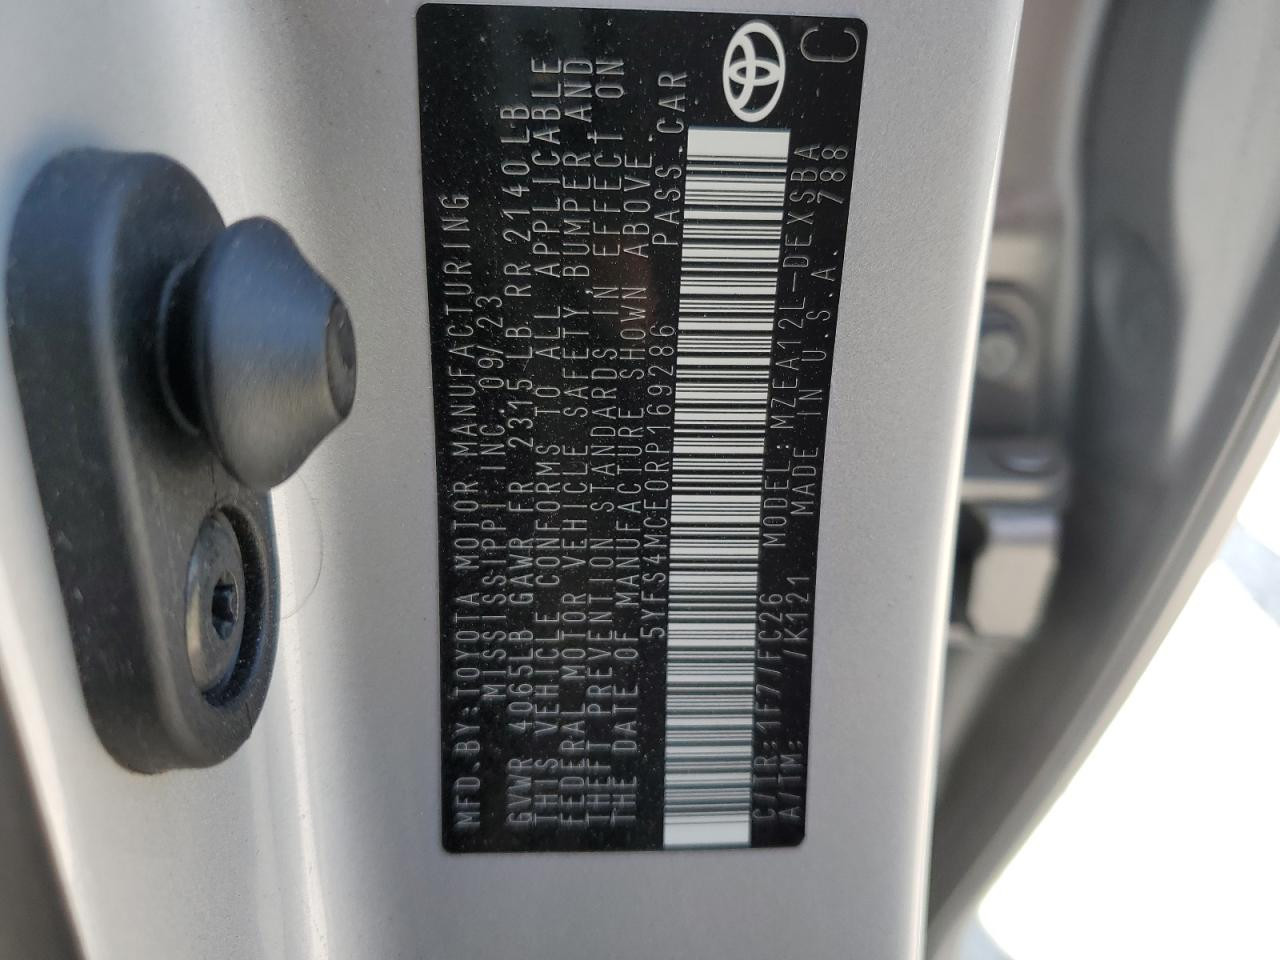 MFD.BY:TOYOTA MOTOR MANUFACTURING
MISSISSIPPI INC. 09/23
GVWR 4065LB GAWR FR 2315LB RR 2140LB
THIS VEHICLE CONFORMS TO ALL APPLICABLE
FEDERAL MOTOR VEHICLE SAFETY, BUMPER AND
THEFT PREVENTION STANDARDS IN EFFECT ON
THE DATE OF MANUFACTURE SHOWN ABOVE.
5YFS4MCE0RP169286 PASS.CAR
C/TR:1F7/FC26 MODEL:MZEA12L-DEXSBA
A/TM: /K121 MADE IN U.S.A. 788
C